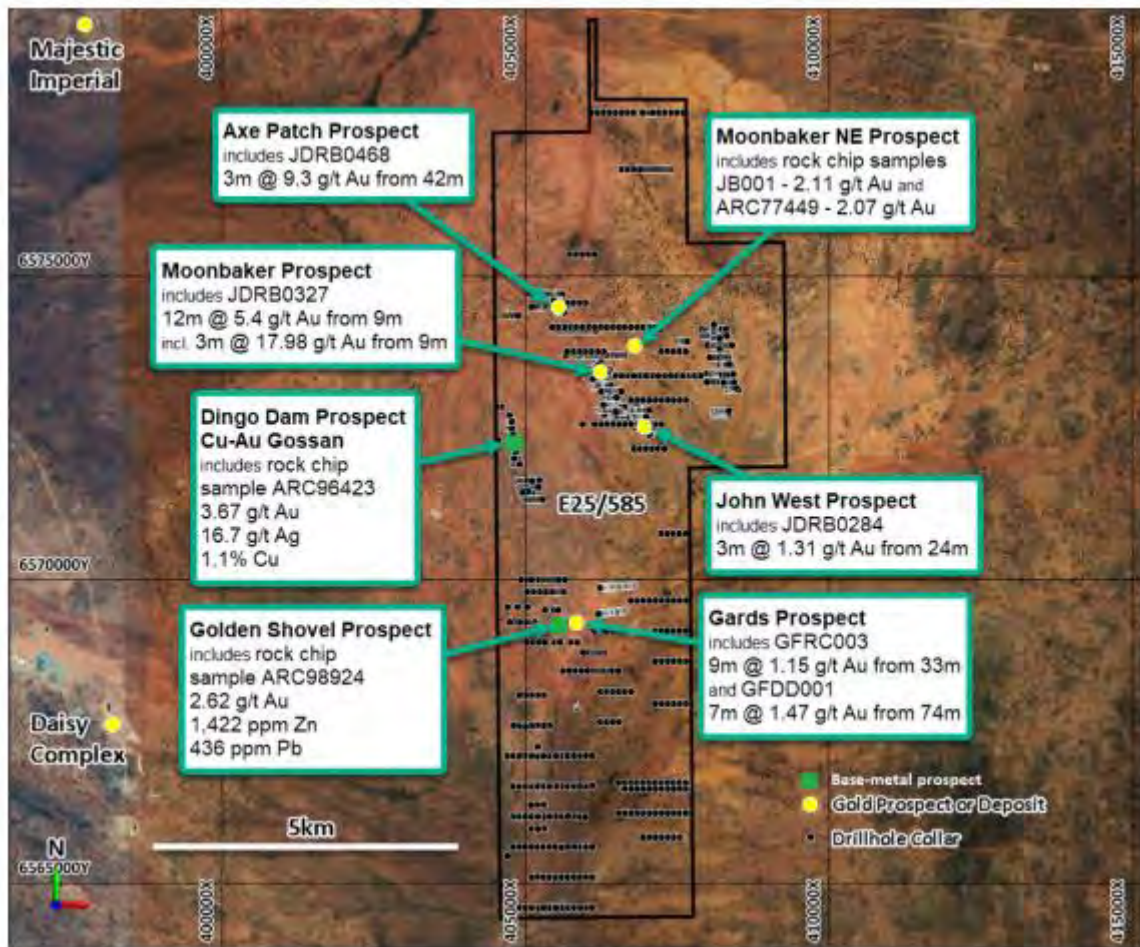 Majestic
Imperial
400000X
405000X
410000X
415000X
Axe Patch Prospect
includes JDRB0468
3m @ 9.3 g/t Au from 42m
Moonbaker NE Prospect
includes rock chip samples
JB001 - 2.11 g/t Au and
ARC77449 - 2.07 g/t Au
6575000Y
Moonbaker Prospect
includes JDRB0327
12m @ 5.4 g/t Au from 9m
incl. 3m @ 17.98 g/t Au from 9m
Dingo Dam Prospect
Cu-Au Gossan
includes rock chip
sample ARC96423
3.67 g/t Au
16.7 g/t Ag
1.1% Cu
E25/585
John West Prospect
includes JDRB0284
3m @ 1.31 g/t Au from 24m
6570000Y
Golden Shovel Prospect
includes rock chip
sample ARC98924
2.62 g/t Au
1,422 ppm Zn
436 ppm Pb
Gards Prospect
includes GFRC003
9m @ 1.15 g/t Au from 33m
and GFDD001
7m @ 1.47 g/t Au from 74m
Daisy
Complex
Base-metal prospect
Gold Prospect or Deposit
Drillhole Collar
5km
N
6565000Y
400000X
405000X
410000X
415000X